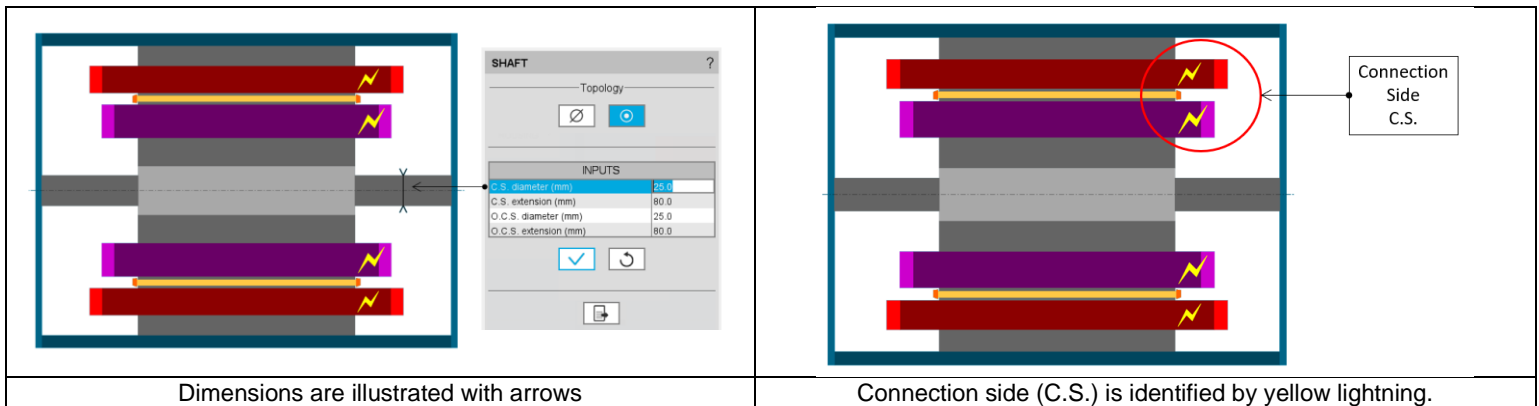 SHAFT ?
Topology
INPUTS
C.S. diameter (mm) 25.0
C.S. extension (mm) 80.0
O.C.S. diameter (mm) 25.0
O.C.S. extension (mm) 80.0
Connection
Side
C.S.
Dimensions are illustrated with arrows
Connection side (C.S.) is identified by yellow lightning.